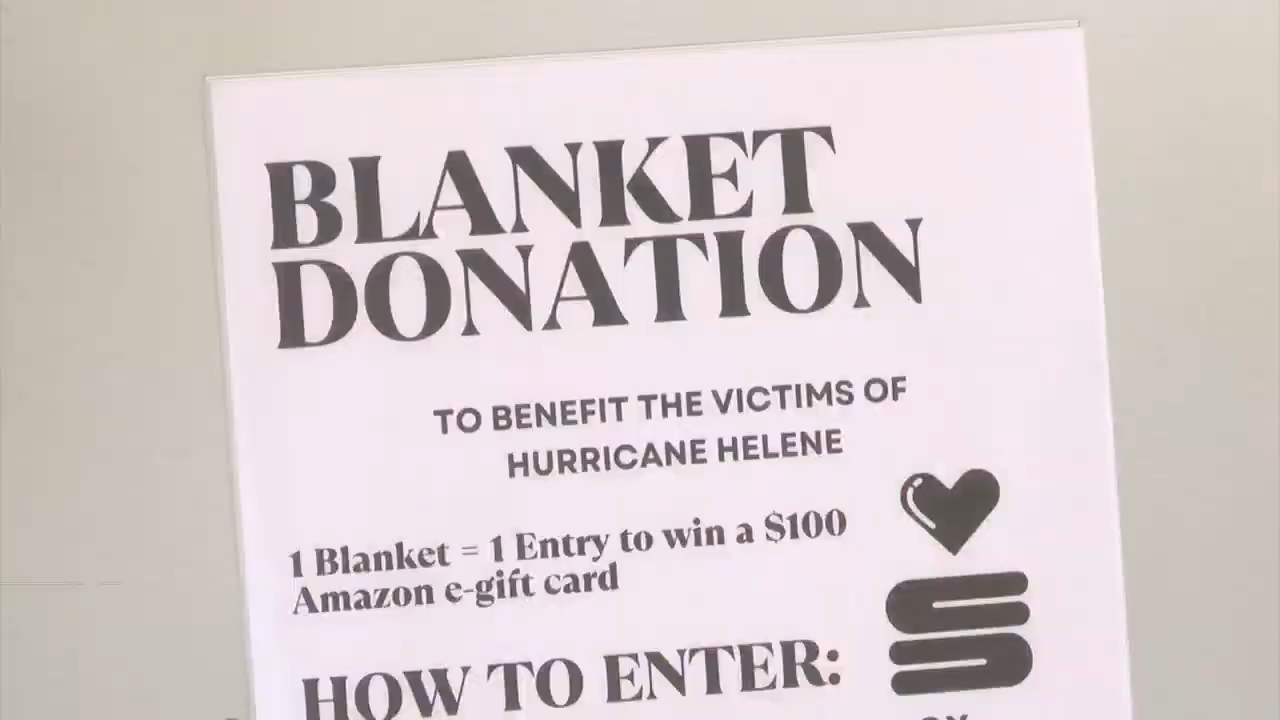 BLANKET
DONATION
TO BENEFIT THE VICTIMS OF
HURRICANE HELENE
1 Blanket = 1 Entry to win a $100
Amazon e-gift card
HOW TO ENTER: